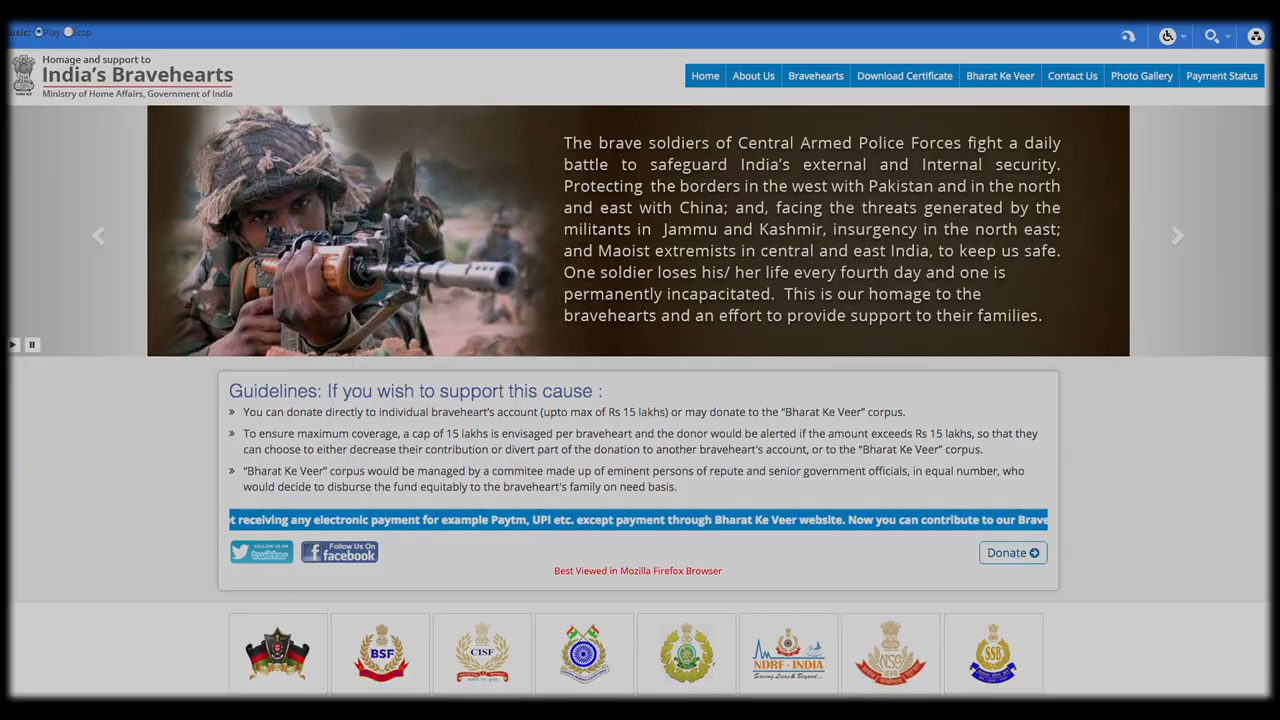 Play Stop
Homage and support to
India's Bravehearts
Ministry of Home Affairs, Government of India
Home About Us Bravehearts Download Certificate Bharat Ke Veer Contact Us Photo Gallery Payment Status
The brave soldiers of Central Armed Police Forces fight a daily
battle to safeguard India's external and Internal security.
Protecting the borders in the west with Pakistan and in the north
and east with China; and, facing the threats generated by the
militants in Jammu and Kashmir, insurgency in the north east;
and Maoist extremists in central and east India, to keep us safe.
One soldier loses his/ her life every fourth day and one is
permanently incapacitated. This is our homage to the
bravehearts and an effort to provide support to their families.
Guidelines: If you wish to support this cause :
» You can donate directly to individual braveheart's account (upto max of Rs 15 lakhs) or may donate to the “Bharat Ke Veer” corpus.
» To ensure maximum coverage, a cap of 15 lakhs is envisaged per braveheart and the donor would be alerted if the amount exceeds Rs 15 lakhs, so that they
can choose to either decrease their contribution or divert part of the donation to another braveheart's account, or to the “Bharat Ke Veer” corpus.
» “Bharat Ke Veer” corpus would be managed by a commitee made up of eminent persons of repute and senior government officials, in equal number, who
would decide to disburse the fund equitably to the braveheart's family on need basis.
receiving any electronic payment for example Paytm, UPI etc. except payment through Bharat Ke Veer website. Now you can contribute to our Brave
FOLLOW US ON
twitter
Follow Us On
facebook
Donate
Best Viewed in Mozilla Firefox Browser
BSF
CISF
NDRF - INDIA
Saving Lives & Beyond...
NSG
SSB